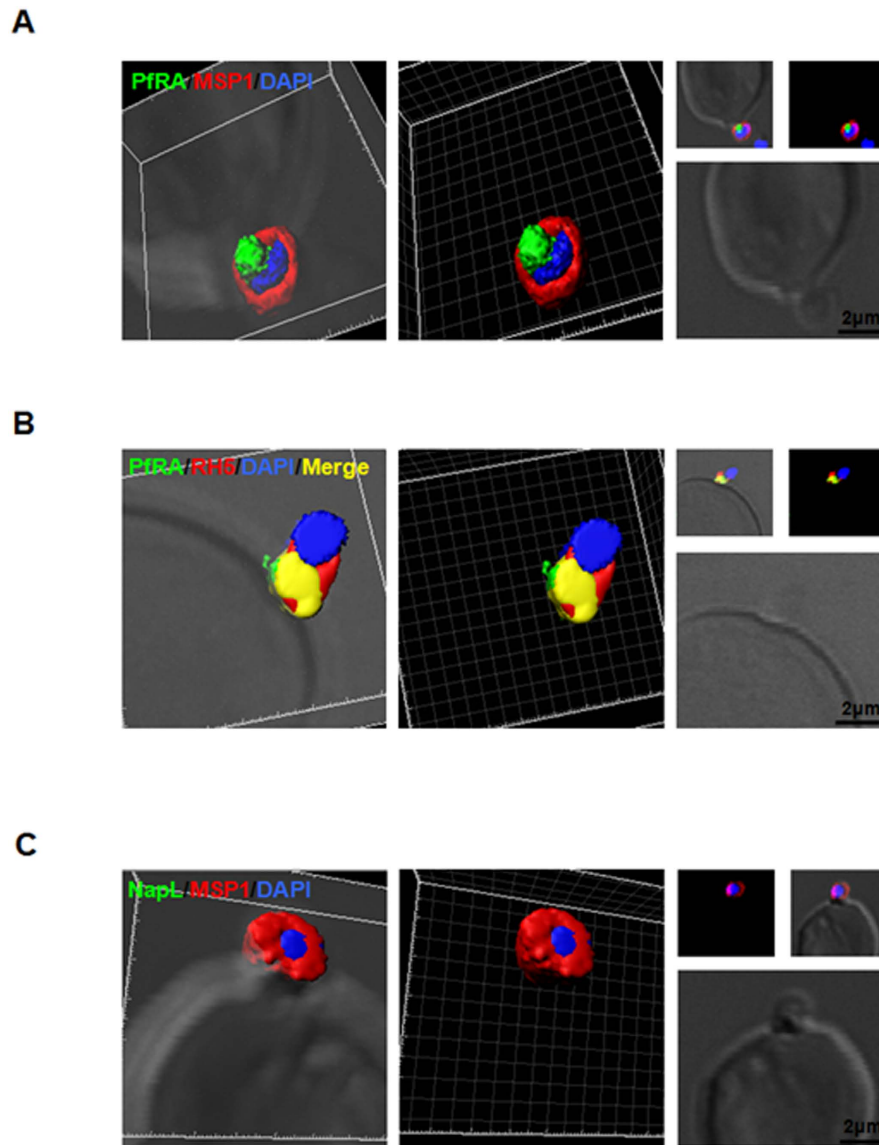 A
PfRA/MSP1/DAPI
2µm
B
PfRA/RH5/DAPI/Merge
2µm
C
NapL/MSP1/DAPI
2µm